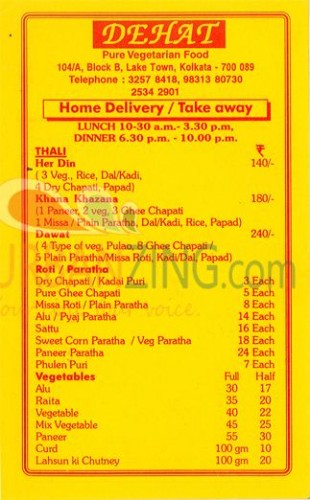 DEHAT
Pure Vegetarian Food
104/A, Block B, Lake Town, Kolkata - 700 089
Telephone : 3257 8418, 98313 80730
2534 2901
Home Delivery / Take away
LUNCH 10-30 a.m.- 3.30 p.m,
DINNER 6.30 p.m. - 10.00 p.m.
THALI ₹
Her Din 140/-
( 3 Veg., Rice, Dal/Kadi,
4 Dry Chapati, Papad)
Khana Khazana 180/-
(1 Paneer, 2 veg, 3 Ghee Chapati
1 Missa / Plain Paratha, Dal/Kadi, Rice, Papad)
Dawat 240/-
( 4 Type of veg, Pulao, 8 Ghee Chapati /
5 Plain Paratha/Missa Roti, Kadi/Dal, Papad)
Roti / Paratha
Dry Chapati / Kadai Puri 3 Each
Pure Ghee Chapati 5 Each
Missa Roti / Plain Paratha 8 Each
Alu / Pyaj Paratha 14 Each
Sattu 16 Each
Sweet Corn Paratha / Veg Paratha 18 Each
Paneer Paratha 24 Each
Phulen Puri 7 Each
Vegetables Full Half
Alu 30 17
Raita 35 20
Vegetable 40 22
Mix Vegetable 45 25
Paneer 55 30
Curd 100 gm 10
Lahsun ki Chutney 100 gm 20
ZING.com
your voice.